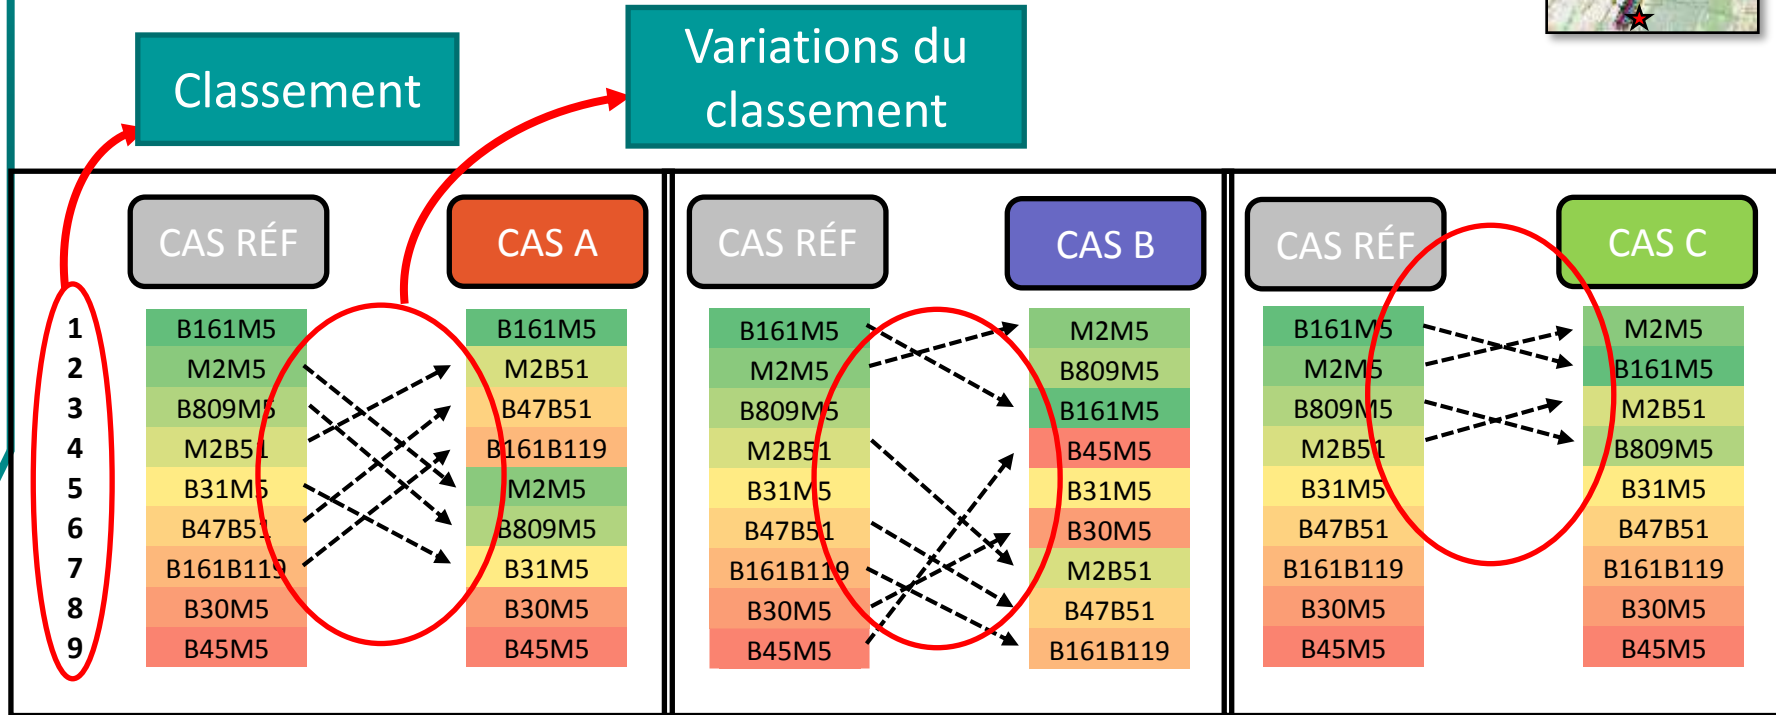 Classement
Variations du
classement
CAS RÉF
CAS A
CAS RÉF
CAS B
CAS RÉF
CAS C
1
2
3
4
5
6
7
8
9
B161M5
M2M5
B809M5
M2B51
B31M5
B47B51
B161B119
B30M5
B45M5
B161M5
M2B51
B47B51
B161B119
M2M5
B809M5
B31M5
B30M5
B45M5
B161M5
M2M5
B809M5
M2B51
B31M5
B47B51
B161B119
B30M5
B45M5
M2M5
B809M5
B161M5
B45M5
B31M5
B30M5
M2B51
B47B51
B161B119
B161M5
M2M5
B809M5
M2B51
B31M5
B47B51
B161B119
B30M5
B45M5
M2M5
B161M5
M2B51
B809M5
B31M5
B47B51
B161B119
B30M5
B45M5